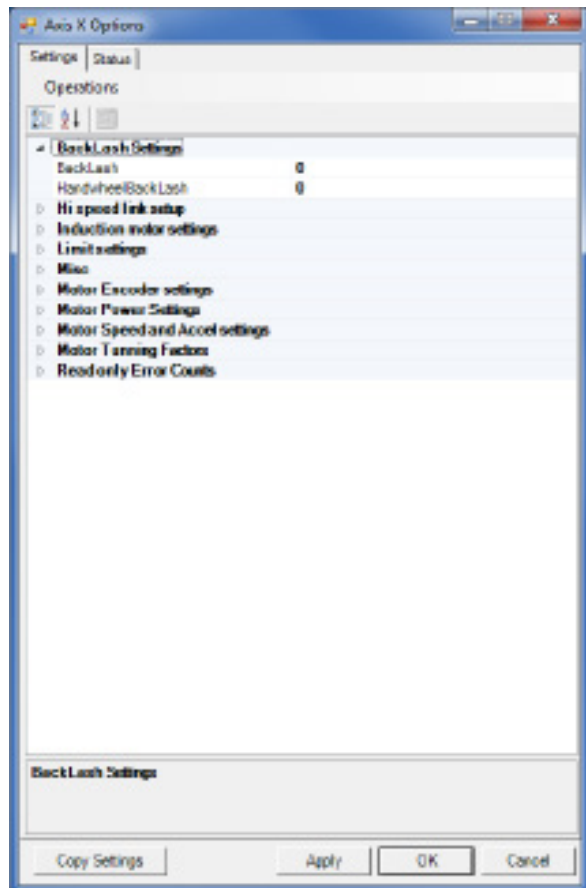 Axis X Options
Settings Status
Operations
BackLash Settings
BackLash 0
HandwheelBackLash 0
Hi speed link setup
Induction motor settings
Limit settings
Misc
Motor Encoder settings
Motor Power Settings
Motor Speed and Accel settings
Motor Tunning Factors
Read only Error Counts
BackLash Settings
Copy Settings Apply OK Cancel